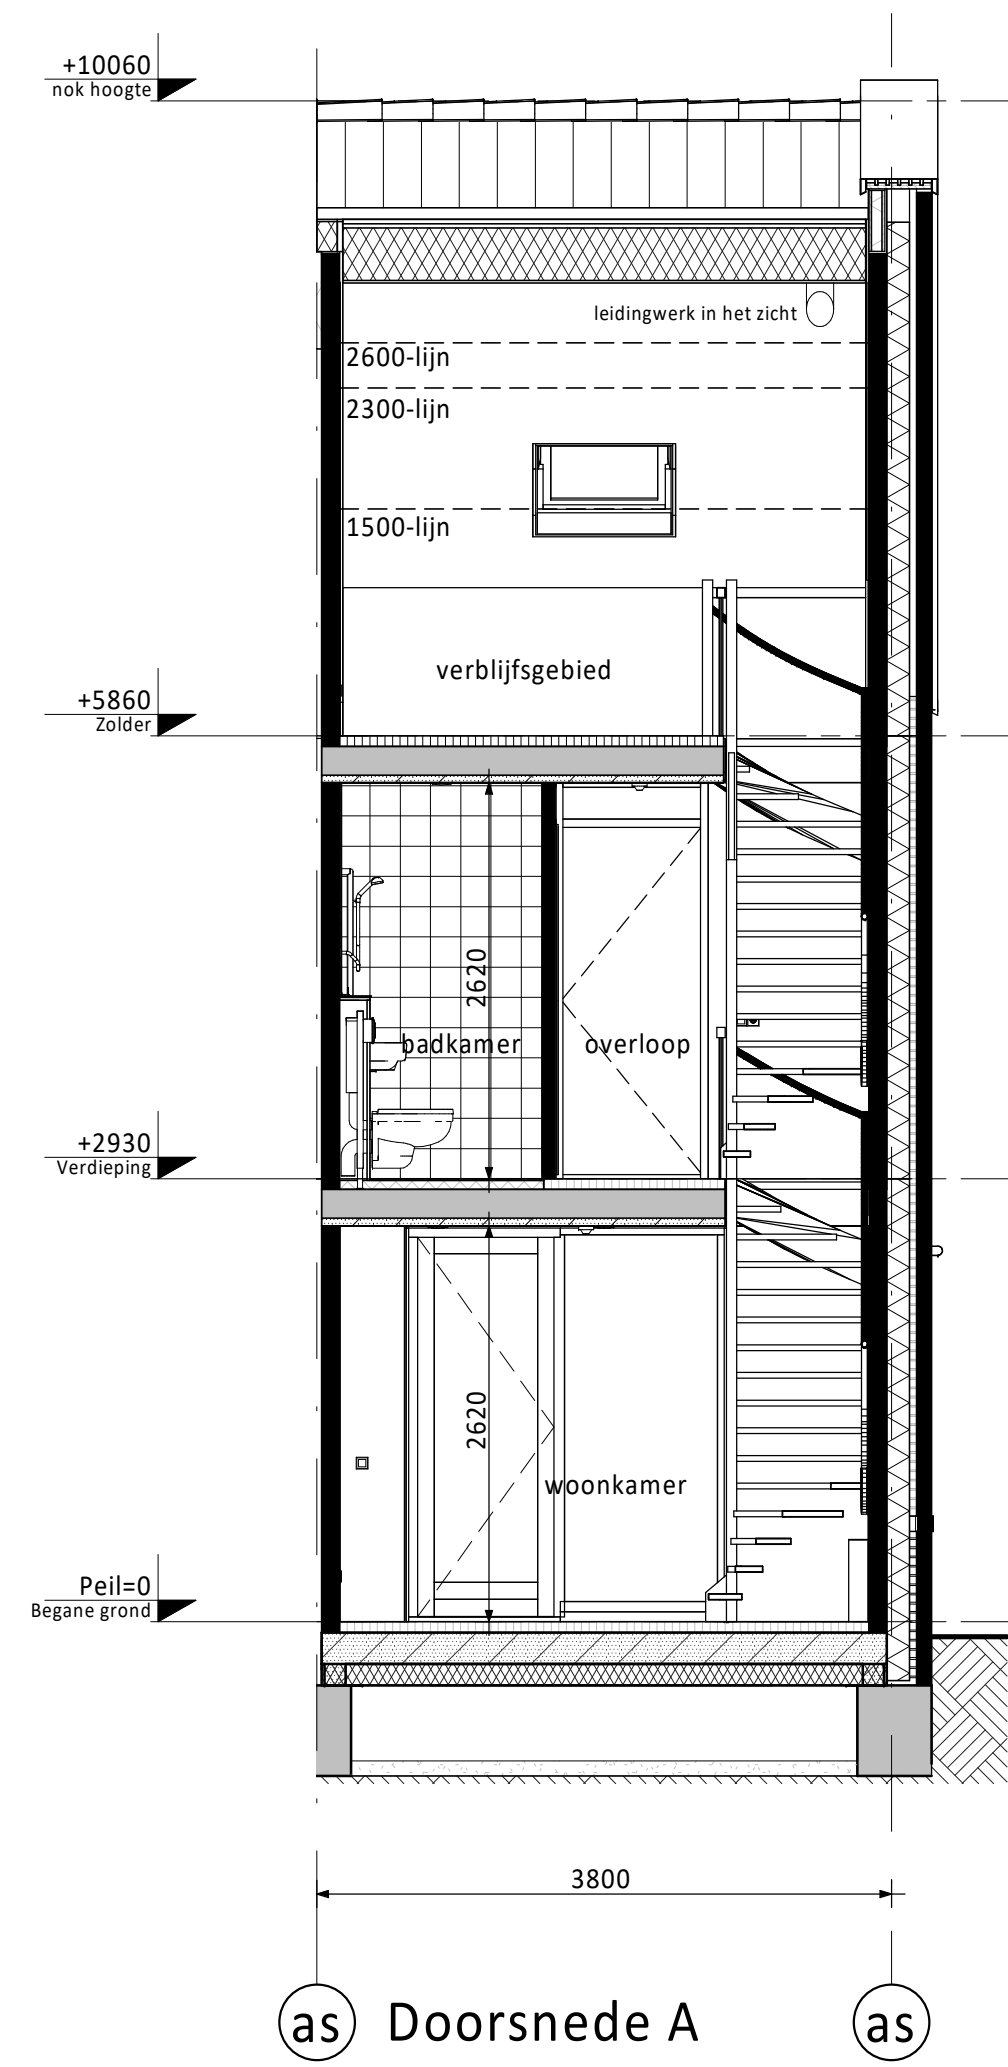 +10060
nok hoogte
leidingwerk in het zicht
2600-lijn
2300-lijn
1500-lijn
verblijfsgebied
+5860
Zolder
2620
badkamer
overloop
+2930
Verdieping
2620
woonkamer
Peil=0
Begane grond
3800
as
Doorsnede A
as